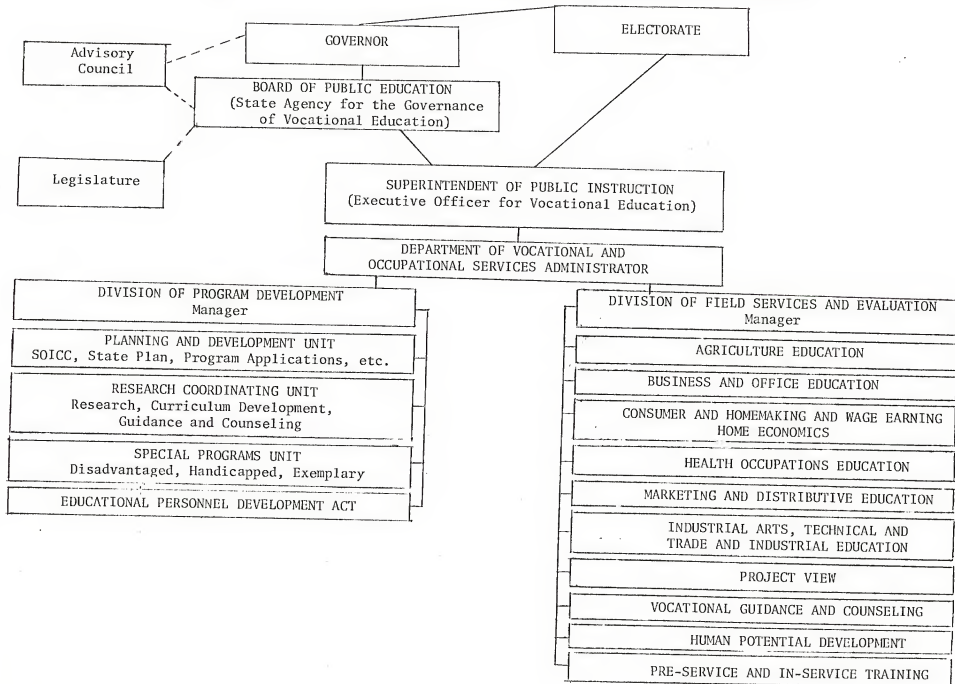 GOVERNOR
ELECTORATE
Advisory
Council
BOARD OF PUBLIC EDUCATION
(State Agency for the Governance
of Vocational Education)
Legislature
SUPERINTENDENT OF PUBLIC INSTRUCTION
(Executive Officer for Vocational Education)
DEPARTMENT OF VOCATIONAL AND
OCCUPATIONAL SERVICES ADMINISTRATOR
DIVISION OF PROGRAM DEVELOPMENT
Manager
PLANNING AND DEVELOPMENT UNIT
SOICC, State Plan, Program Applications, etc.
RESEARCH COORDINATING UNIT
Research, Curriculum Development,
Guidance and Counseling
SPECIAL PROGRAMS UNIT
Disadvantaged, Handicapped, Exemplary
EDUCATIONAL PERSONNEL DEVELOPMENT ACT
DIVISION OF FIELD SERVICES AND EVALUATION
Manager
AGRICULTURE EDUCATION
BUSINESS AND OFFICE EDUCATION
CONSUMER AND HOMEMAKING AND WAGE EARNING
HOME ECONOMICS
HEALTH OCCUPATIONS EDUCATION
MARKETING AND DISTRIBUTIVE EDUCATION
INDUSTRIAL ARTS, TECHNICAL AND
TRADE AND INDUSTRIAL EDUCATION
PROJECT VIEW
VOCATIONAL GUIDANCE AND COUNSELING
HUMAN POTENTIAL DEVELOPMENT
PRE-SERVICE AND IN-SERVICE TRAINING